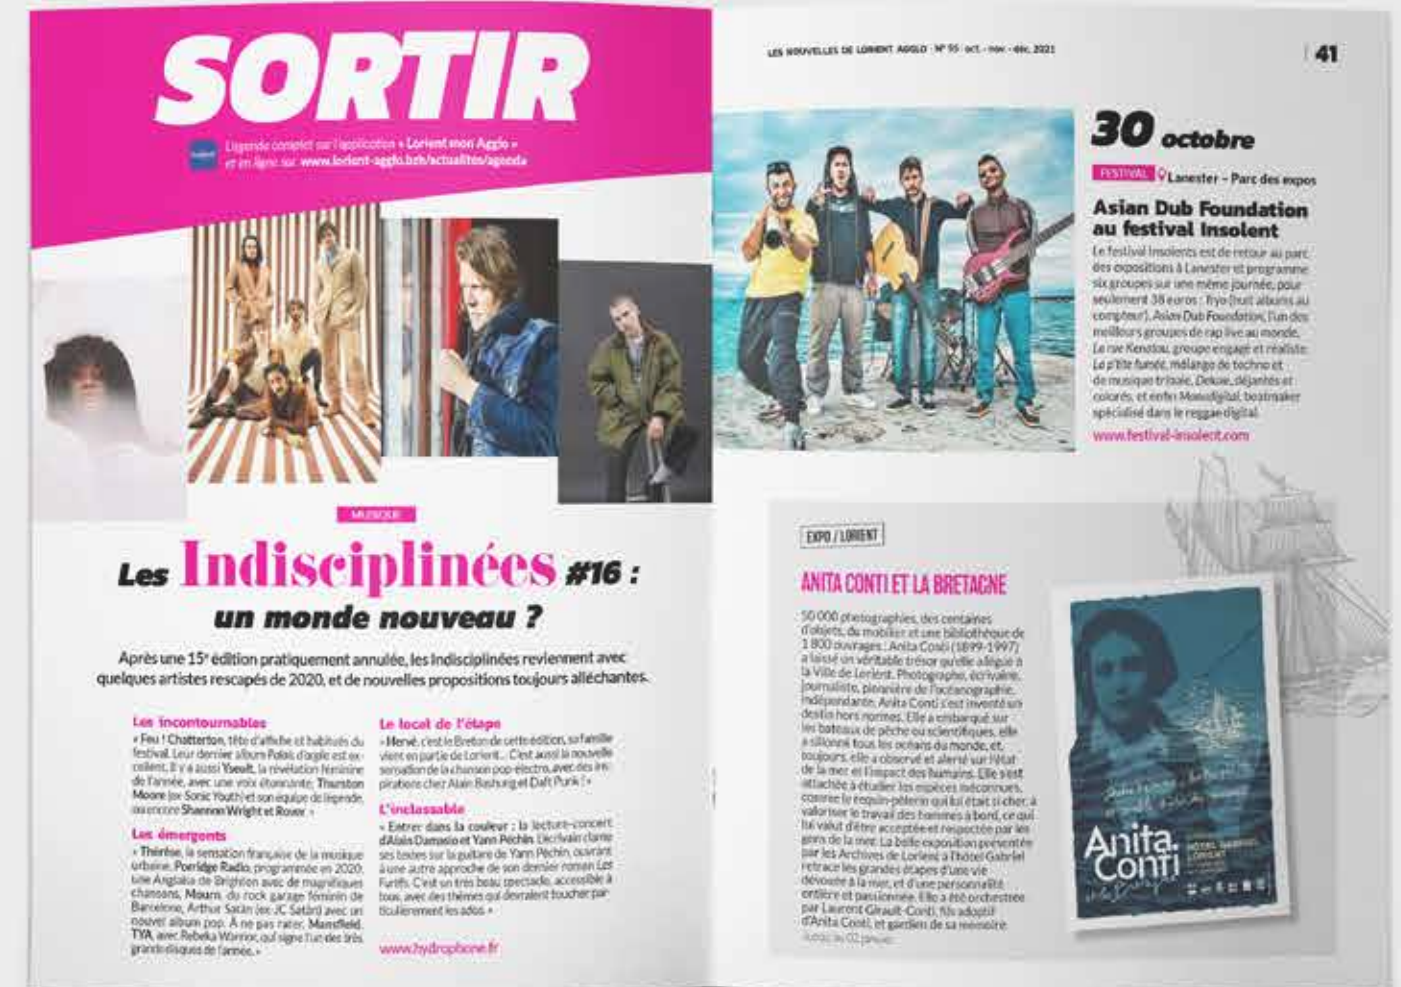 SORTIR
L'agenda complet sur l'application « Lorient mon Agglo »
et en ligne sur www.lorient-agglo.bzh/actualites/agenda
MUSIQUE
Les Indisciplinées #16 :
un monde nouveau ?
Après une 15e édition pratiquement annulée, les Indisciplinées reviennent avec
quelques artistes rescapés de 2020, et de nouvelles propositions toujours alléchantes.
Les incontournables
« Feu ! Chatterton, tête d'affiche et habitués du
festival. Leur dernier album Palais d'argile est ex-
cellent. Il y a aussi Yseult, la révélation féminine
de l'année, avec une voix étonnante, Thurston
Moore (ex Sonic Youth) et son équipe de légende,
ou encore Shannon Wright et Rover. »
Les émergents
« Thérèse, la sensation française de la musique
urbaine, Porridge Radio, programmée en 2020,
une Anglaise de Brighton avec de magnifiques
chansons, Mourn, du rock garage féminin de
Barcelone, Arthur Satàn (ex JC Satàn) avec un
nouvel album pop. À ne pas rater, Mansfield.
TYA, avec Rebeka Warrior, qui signe l'un des très
grands disques de l'année. »
Le local de l'étape
« Hervé, c'est le Breton de cette édition, sa famille
vient en partie de Lorient... C'est aussi la nouvelle
sensation de la chanson pop-électro, avec des ins-
pirations chez Alain Bashung et Daft Punk ! »
L'inclassable
« Entrer dans la couleur : la lecture-concert
d'Alain Damasio et Yann Péchin. L'écrivain clame
ses textes sur la guitare de Yann Péchin, ouvrant
à une autre approche de son dernier roman Les
Furtifs. C'est un très beau spectacle, accessible à
tous, avec des thèmes qui devraient toucher par-
ticulièrement les ados. »
www.hydrophone.fr
LES NOUVELLES DE LORIENT AGGLO N° 55 oct. - nov. - déc. 2021
41
30 octobre
FESTIVAL Lanester – Parc des expos
Asian Dub Foundation
au festival Insolent
Le festival Insolents est de retour au parc
des expositions à Lanester et programme
six groupes sur une même journée, pour
seulement 38 euros : Tryo (huit albums au
compteur), Asian Dub Foundation, l'un des
meilleurs groupes de rap live au monde,
La rue Kétanou, groupe engagé et réaliste,
La p'tite fumée, mélange de techno et
de musique tribale, Deluxe, déjantés et
colorés, et enfin Manudigital, beatmaker
spécialisé dans le reggae digital.
www.festival-insolent.com
EXPO / LORIENT
ANITA CONTI ET LA BRETAGNE
50 000 photographies, des centaines
d'objets, du mobilier et une bibliothèque de
1 800 ouvrages : Anita Conti (1899-1997)
a laissé un véritable trésor qu'elle a légué à
la Ville de Lorient. Photographe, écrivaine,
journaliste, pionnière de l'océanographie,
indépendante, Anita Conti s'est inventé un
destin hors normes. Elle a embarqué sur
les bateaux de pêche ou scientifiques, elle
a sillonné tous les océans du monde, et,
toujours, elle a observé et alerté sur l'état
de la mer et l'impact des humains. Elle s'est
attachée à étudier les espèces méconnues,
comme le requin-pèlerin qui lui était si cher, à
valoriser le travail des hommes à bord, ce qui
lui valut d'être acceptée et respectée par les
gens de la mer. La belle exposition présentée
par les Archives de Lorient à l'hôtel Gabriel
retrace les grandes étapes d'une vie
dévouée à la mer, et d'une personnalité
entière et passionnée. Elle a été orchestrée
par Laurent Girault-Conti, fils adoptif
d'Anita Conti, et gardien de sa mémoire.
Jusqu'au 02 janvier
Anita
Conti
et la Bretagne
HÔTEL GABRIEL
LORIENT